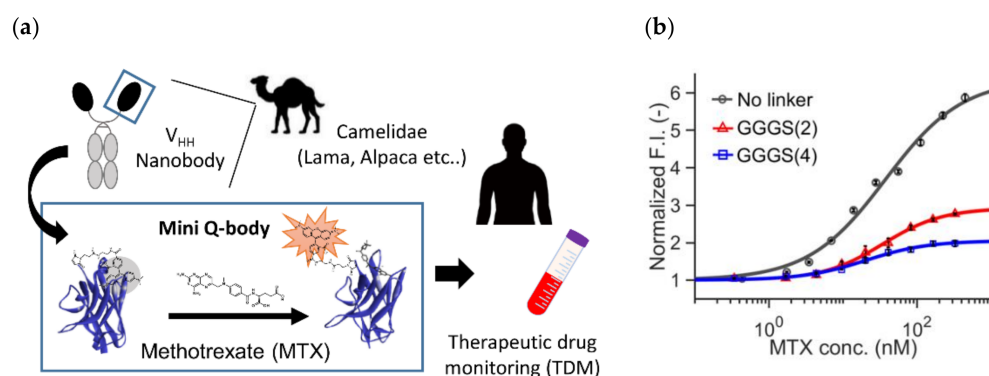 (a)
V_HH
Nanobody
Camelidae
(Lama, Alpaca etc..)
Mini Q-body
Methotrexate (MTX)
Therapeutic drug
monitoring (TDM)
(b)
Normalized F.I. (-)
6
5
4
3
2
1
No linker
GGGS(2)
GGGS(4)
10⁰
10²
MTX conc. (nM)